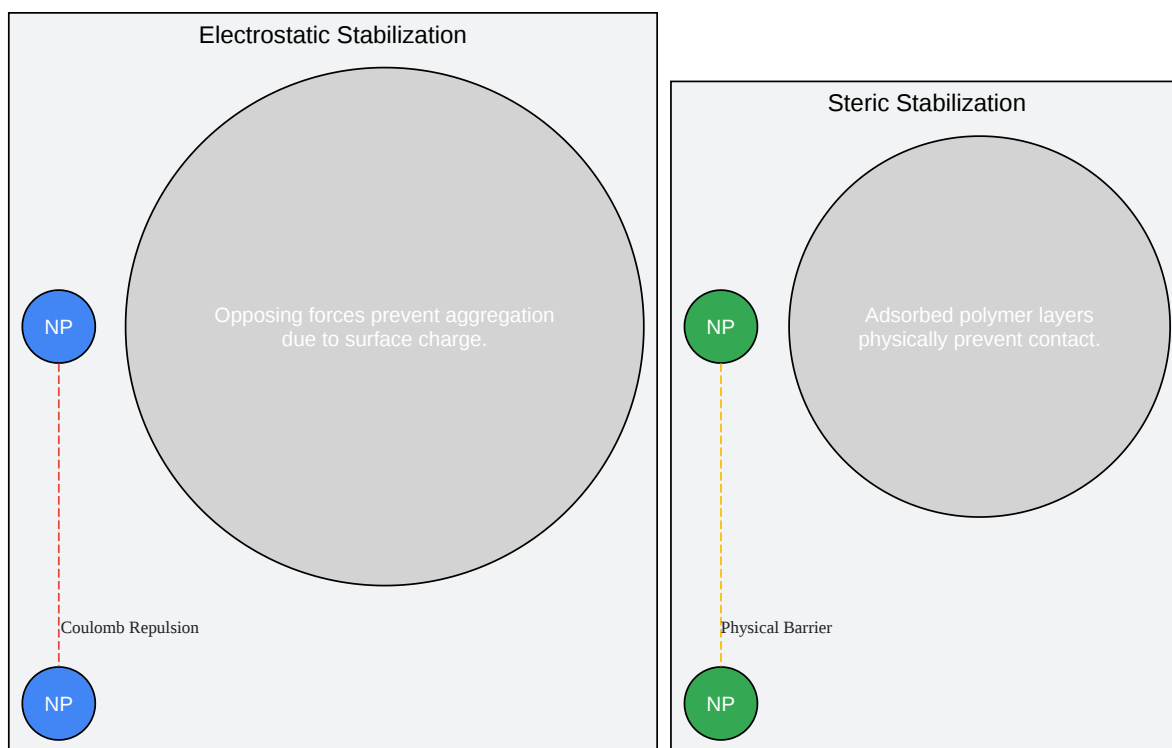 Electrostatic Stabilization
NP
Opposing forces prevent aggregation
due to surface charge.
Coulomb Repulsion
NP
Steric Stabilization
NP
Adsorbed polymer layers
physically prevent contact.
Physical Barrier
NP